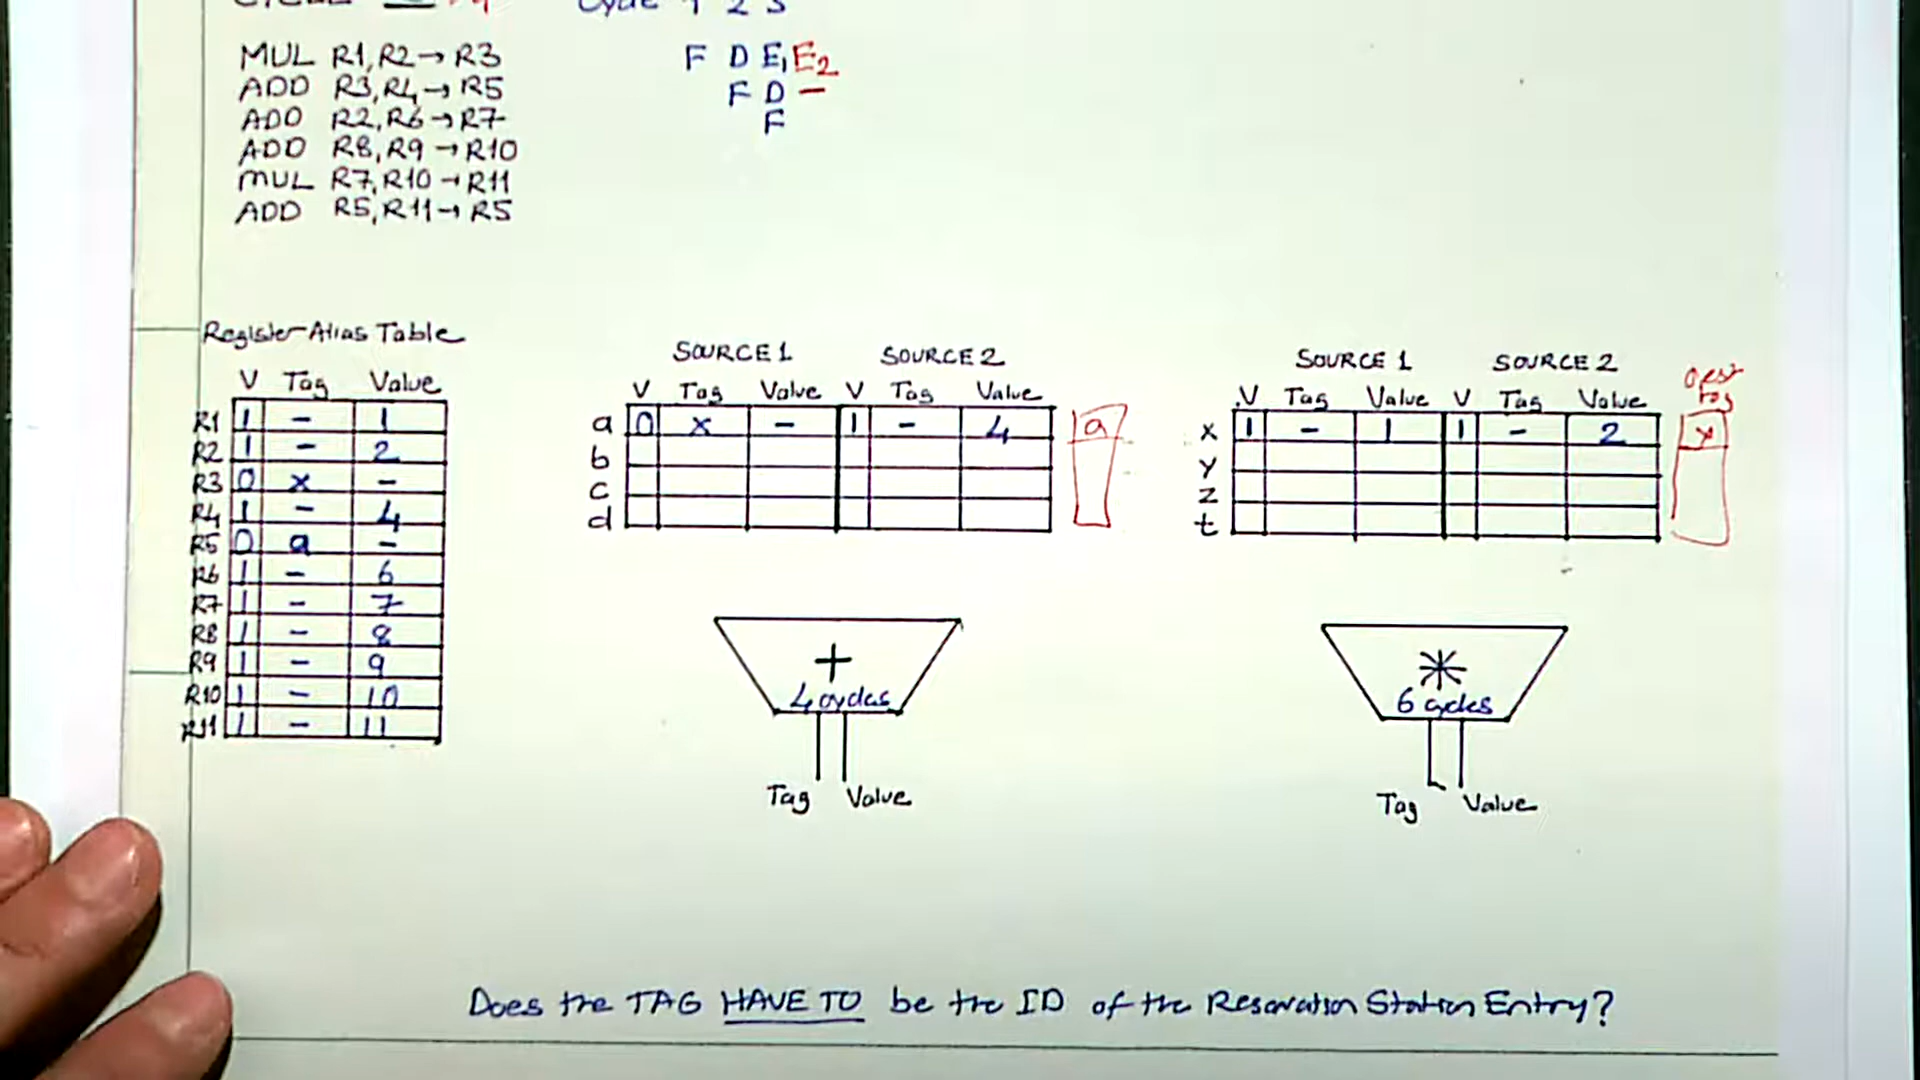 Cycle 1 2 3
MUL R1, R2 → R3 F D E1 E2
ADD R3, R4 → R5 F D –
ADD R2, R6 → R7 F
ADD R8, R9 → R10
MUL R7, R10 → R11
ADD R5, R11 → R5
Register Alias Table
V Tag Value
R1 1 – 1
R2 1 – 2
R3 0 x –
R4 1 – 4
R5 0 a –
R6 1 – 6
R7 1 – 7
R8 1 – 8
R9 1 – 9
R10 1 – 10
R11 1 – 11
SOURCE 1 SOURCE 2
V Tag Value V Tag Value
a 0 x – 1 – 4 a
b
c
d
+
4 cycles
Tag Value
SOURCE 1 SOURCE 2 Dest
V Tag Value V Tag Value tag
x 1 – 1 1 – 2 x
y
z
t
*
6 cycles
Tag Value
Does the TAG HAVE TO be the ID of the Reservation Station Entry?